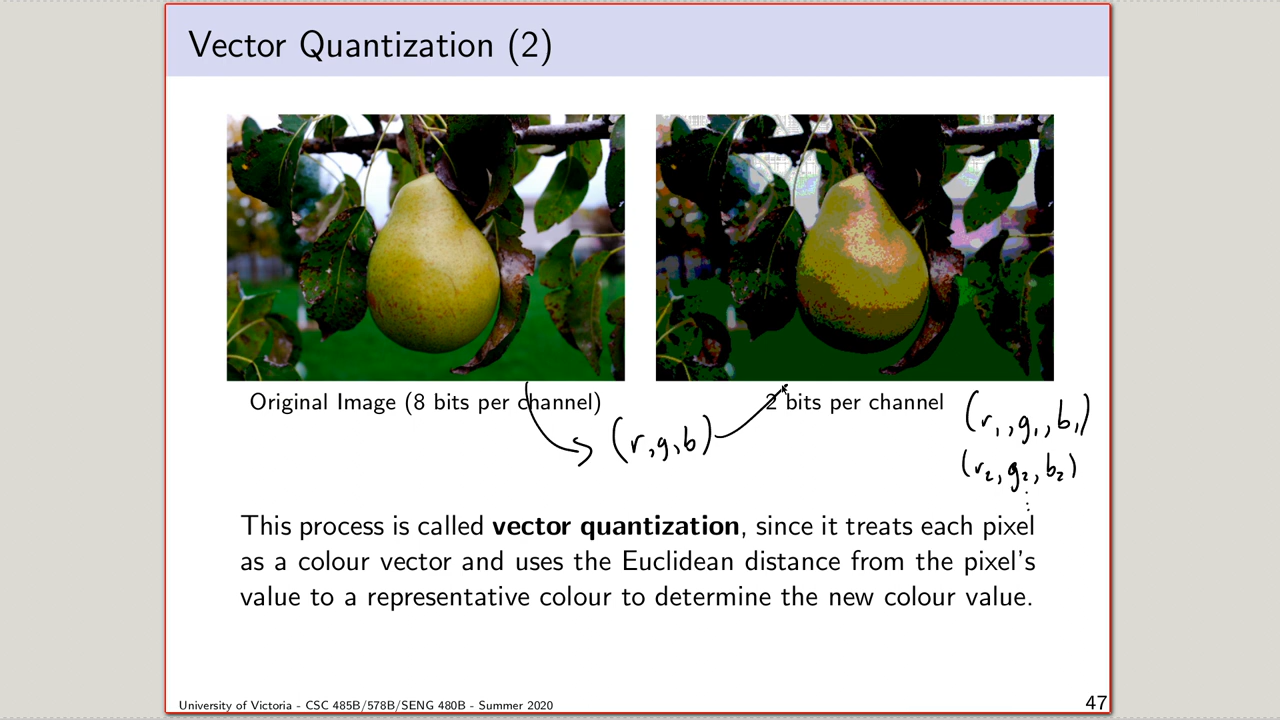 Vector Quantization (2)
Original Image (8 bits per channel)
2 bits per channel
(r, g, b)
(r₁, g₁, b₁)
(r₂, g₂, b₂)
⋮
This process is called vector quantization, since it treats each pixel
as a colour vector and uses the Euclidean distance from the pixel's
value to a representative colour to determine the new colour value.
University of Victoria - CSC 485B/578B/SENG 480B - Summer 2020
47